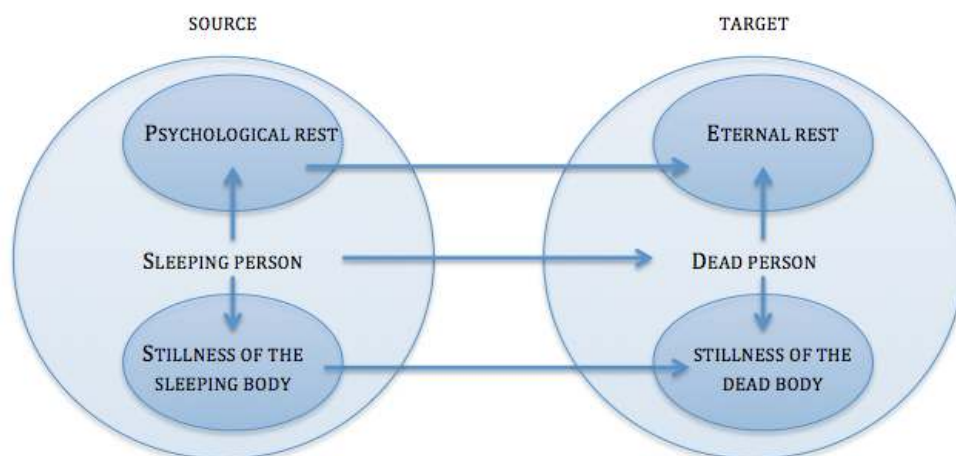 SOURCE
TARGET
PSYCHOLOGICAL REST
ETERNAL REST
SLEEPING PERSON
DEAD PERSON
STILLNESS OF THE
SLEEPING BODY
STILLNESS OF THE
DEAD BODY